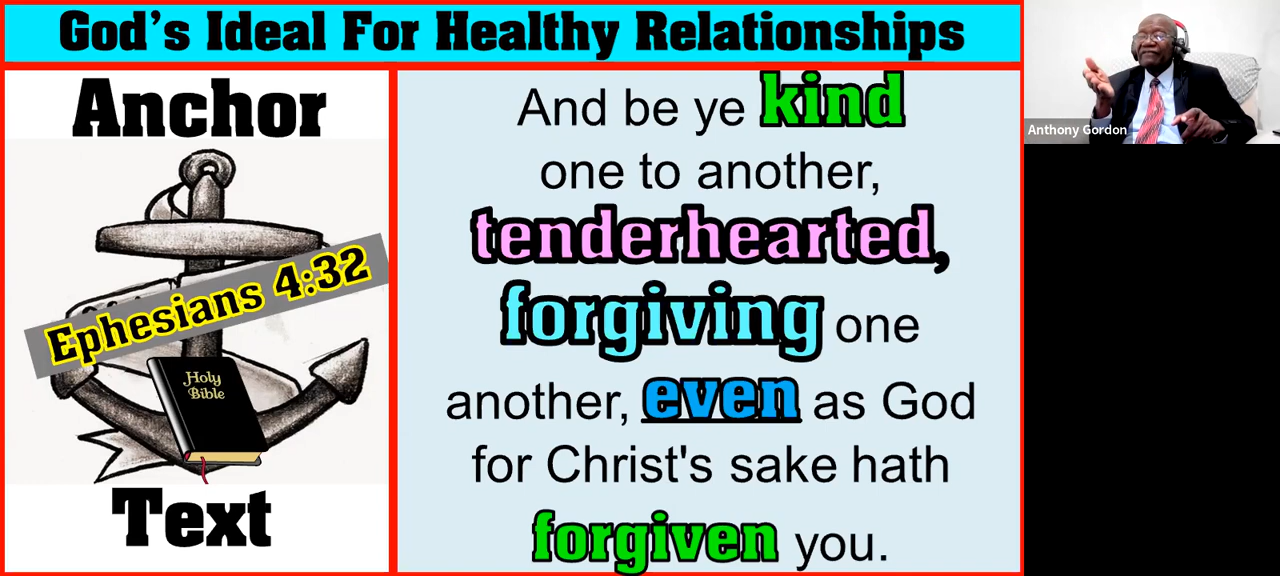 God's Ideal For Healthy Relationships
Anchor
Ephesians 4:32
Holy
Bible
Text
And be ye kind
one to another,
tenderhearted,
forgiving one
another, even as God
for Christ's sake hath
forgiven you.
Anthony Gordon